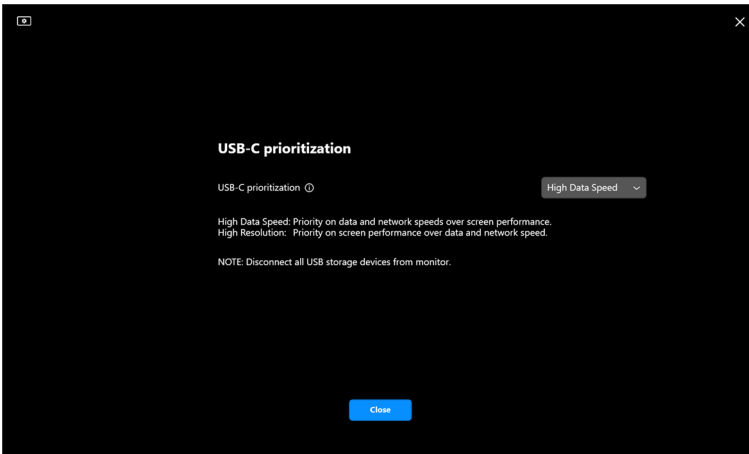 USB-C prioritization
USB-C prioritization
High Data Speed
High Data Speed: Priority on data and network speeds over screen performance.
High Resolution: Priority on screen performance over data and network speed.
NOTE: Disconnect all USB storage devices from monitor.
Close